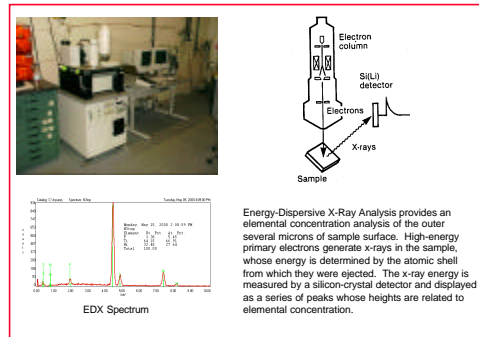 Electron
column
Si(Li)
detector
Electrons
X-rays
Sample
Total 100.00
EDX Spectrum
Energy-Dispersive X-Ray Analysis provides an
elemental concentration analysis of the outer
several microns of sample surface. High-energy
primary electrons generate x-rays in the sample,
whose energy is determined by the atomic shell
from which they were ejected. The x-ray energy is
measured by a silicon-crystal detector and displayed
as a series of peaks whose heights are related to
elemental concentration.